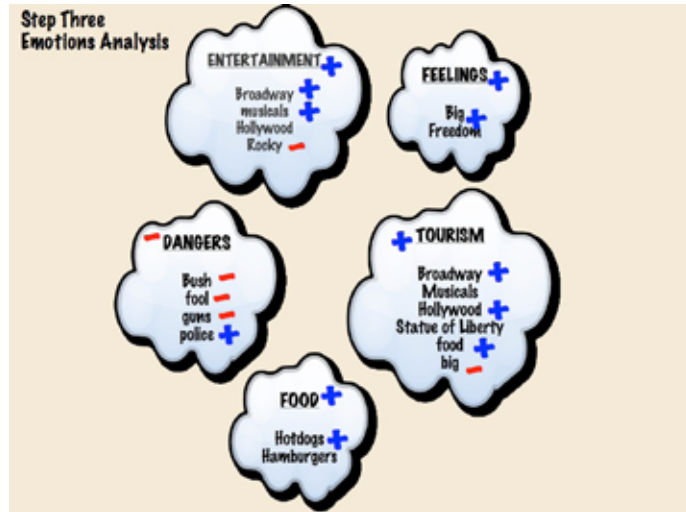 Step Three
Emotions Analysis
ENTERTAINMENT +
Broadway +
musicals +
Hollywood
Rocky -
FEELINGS +
Big
Freedom +
- DANGERS
Bush -
fool -
guns -
police +
+ TOURISM
Broadway +
Musicals
Hollywood +
Statue of Liberty
food +
big -
FOOD +
Hotdogs +
Hamburgers